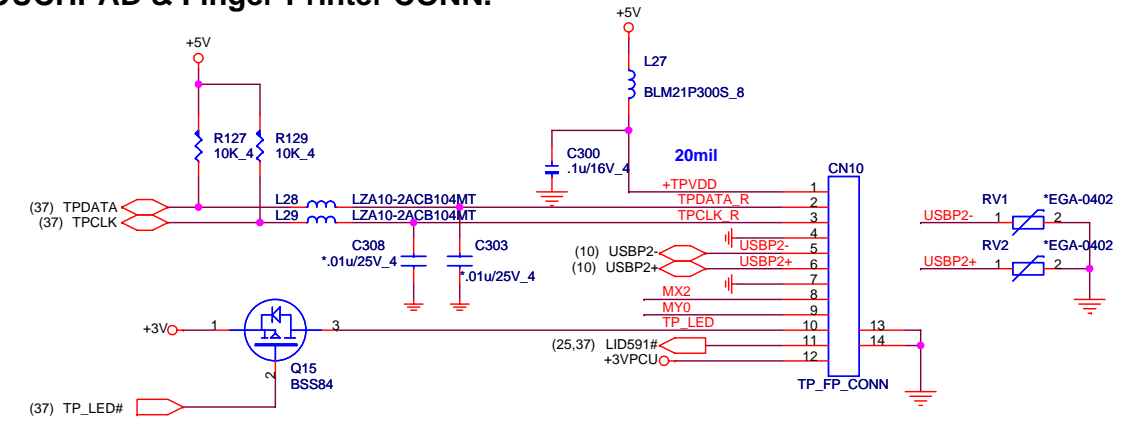 OUCHPAD & Finger Printer CONN.
+5V
+5V
L27
BLM21P300S_8
R127
10K_4
R129
10K_4
C300
.1u/16V_4
20mil
CN10
+TPVDD
1
(37) TPDATA
L28
LZA10-2ACB104MT
TPDATA_R
2
(37) TPCLK
L29
LZA10-2ACB104MT
TPCLK_R
3
4
C308
*.01u/25V_4
C303
*.01u/25V_4
(10) USBP2-
USBP2-
5
(10) USBP2+
USBP2+
6
7
MX2
8
MY0
9
+3V
1
3
TP_LED
10
13
(25,37) LID591#
11
14
+3VPCU
12
TP_FP_CONN
2
Q15
BSS84
(37) TP_LED#
RV1
*EGA-0402
USBP2-
1
2
RV2
*EGA-0402
USBP2+
1
2